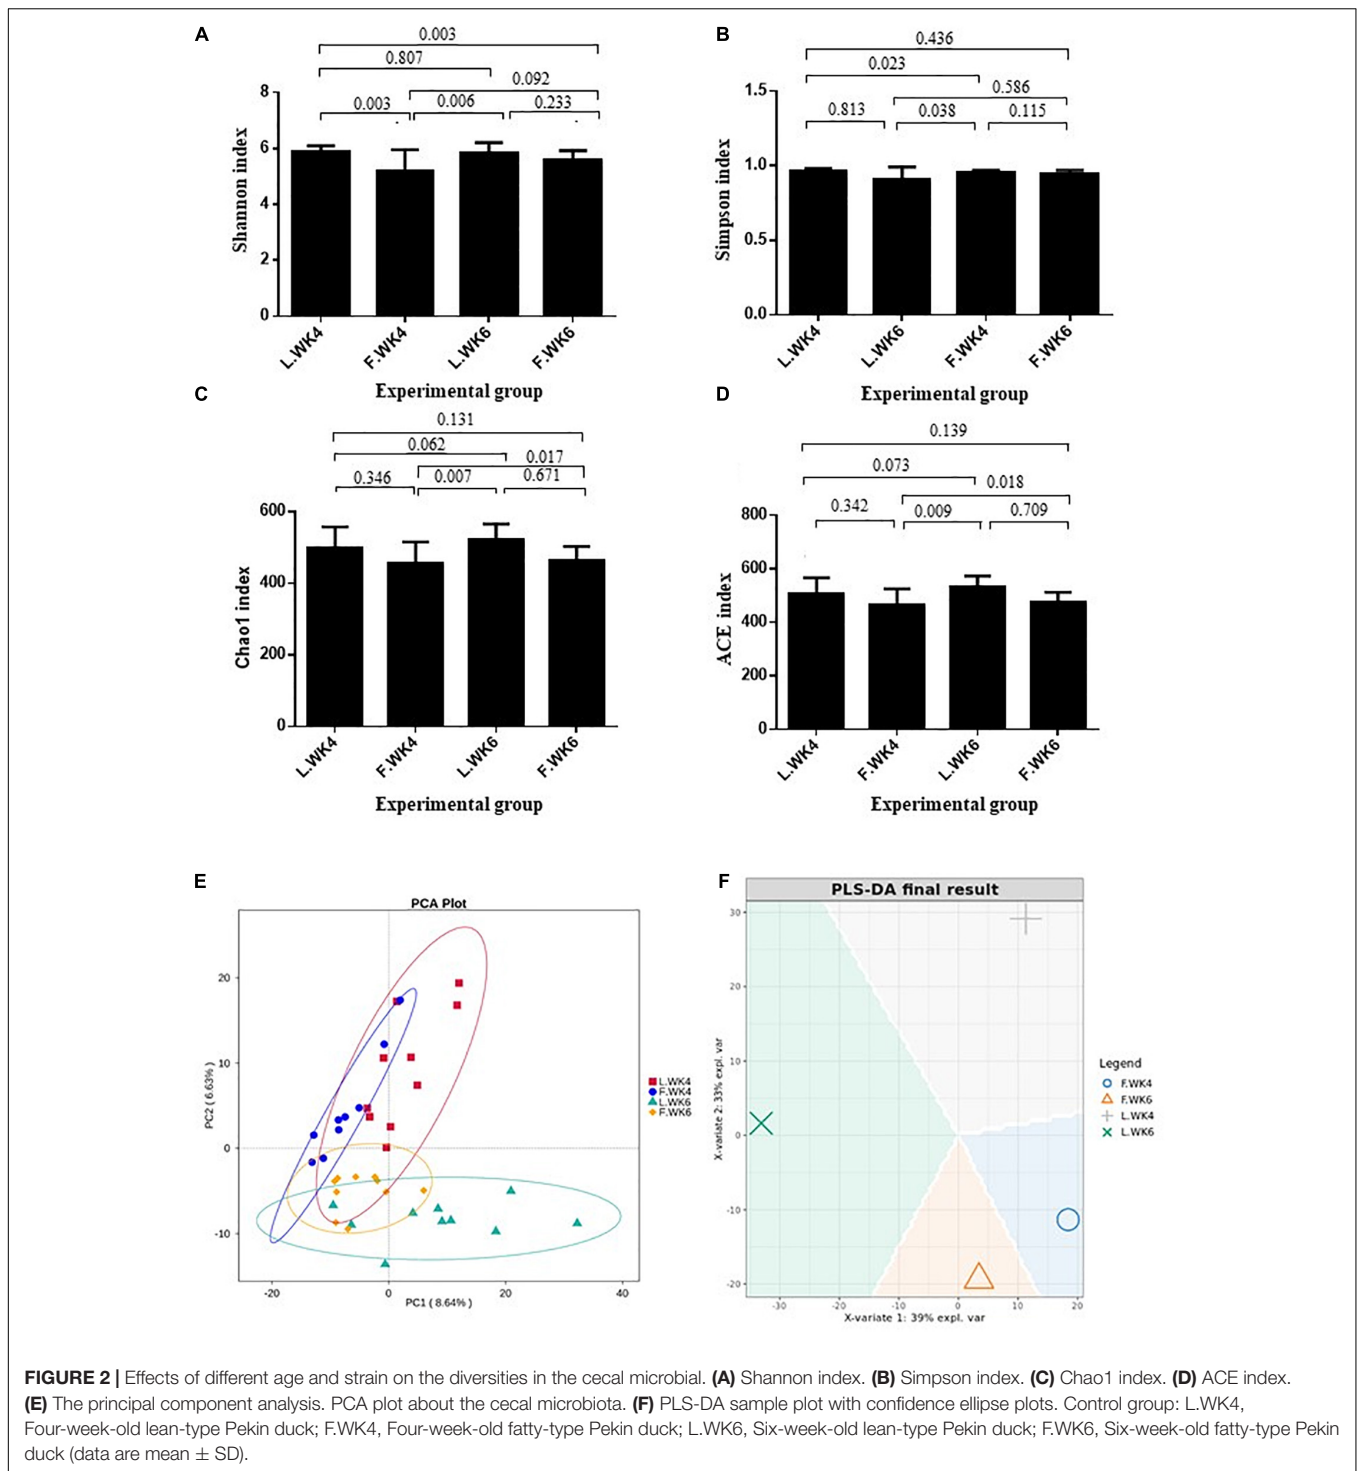 A
0.003
0.807
0.092
0.003
0.006
0.233
8
6
4
2
0
Shannon index
L.WK4
F.WK4
L.WK6
F.WK6
Experimental group
B
0.436
0.023
0.586
0.813
0.038
0.115
1.5
1.0
0.5
0.0
Simpson index
L.WK4
L.WK6
F.WK4
F.WK6
Experimental group
C
0.131
0.062
0.017
0.346
0.007
0.671
600
400
200
0
Chao1 index
L.WK4
F.WK4
L.WK6
F.WK6
Experimental group
D
0.139
0.073
0.018
0.342
0.009
0.709
800
600
400
200
0
ACE index
L.WK4
F.WK4
L.WK6
F.WK6
Experimental group
E
PCA Plot
20
10
0
-10
PC2 ( 6.63%)
-20
0
20
40
PC1 ( 8.64%)
L.WK4
F.WK4
L.WK6
F.WK6
F
PLS-DA final result
30
20
10
0
-10
-20
X-variate 2: 33% expl. var
-30
-20
-10
0
10
20
X-variate 1: 39% expl. var
Legend
F.WK4
F.WK6
L.WK4
L.WK6
FIGURE 2 | Effects of different age and strain on the diversities in the cecal microbial. (A) Shannon index. (B) Simpson index. (C) Chao1 index. (D) ACE index.
(E) The principal component analysis. PCA plot about the cecal microbiota. (F) PLS-DA sample plot with confidence ellipse plots. Control group: L.WK4,
Four-week-old lean-type Pekin duck; F.WK4, Four-week-old fatty-type Pekin duck; L.WK6, Six-week-old lean-type Pekin duck; F.WK6, Six-week-old fatty-type Pekin
duck (data are mean ± SD).